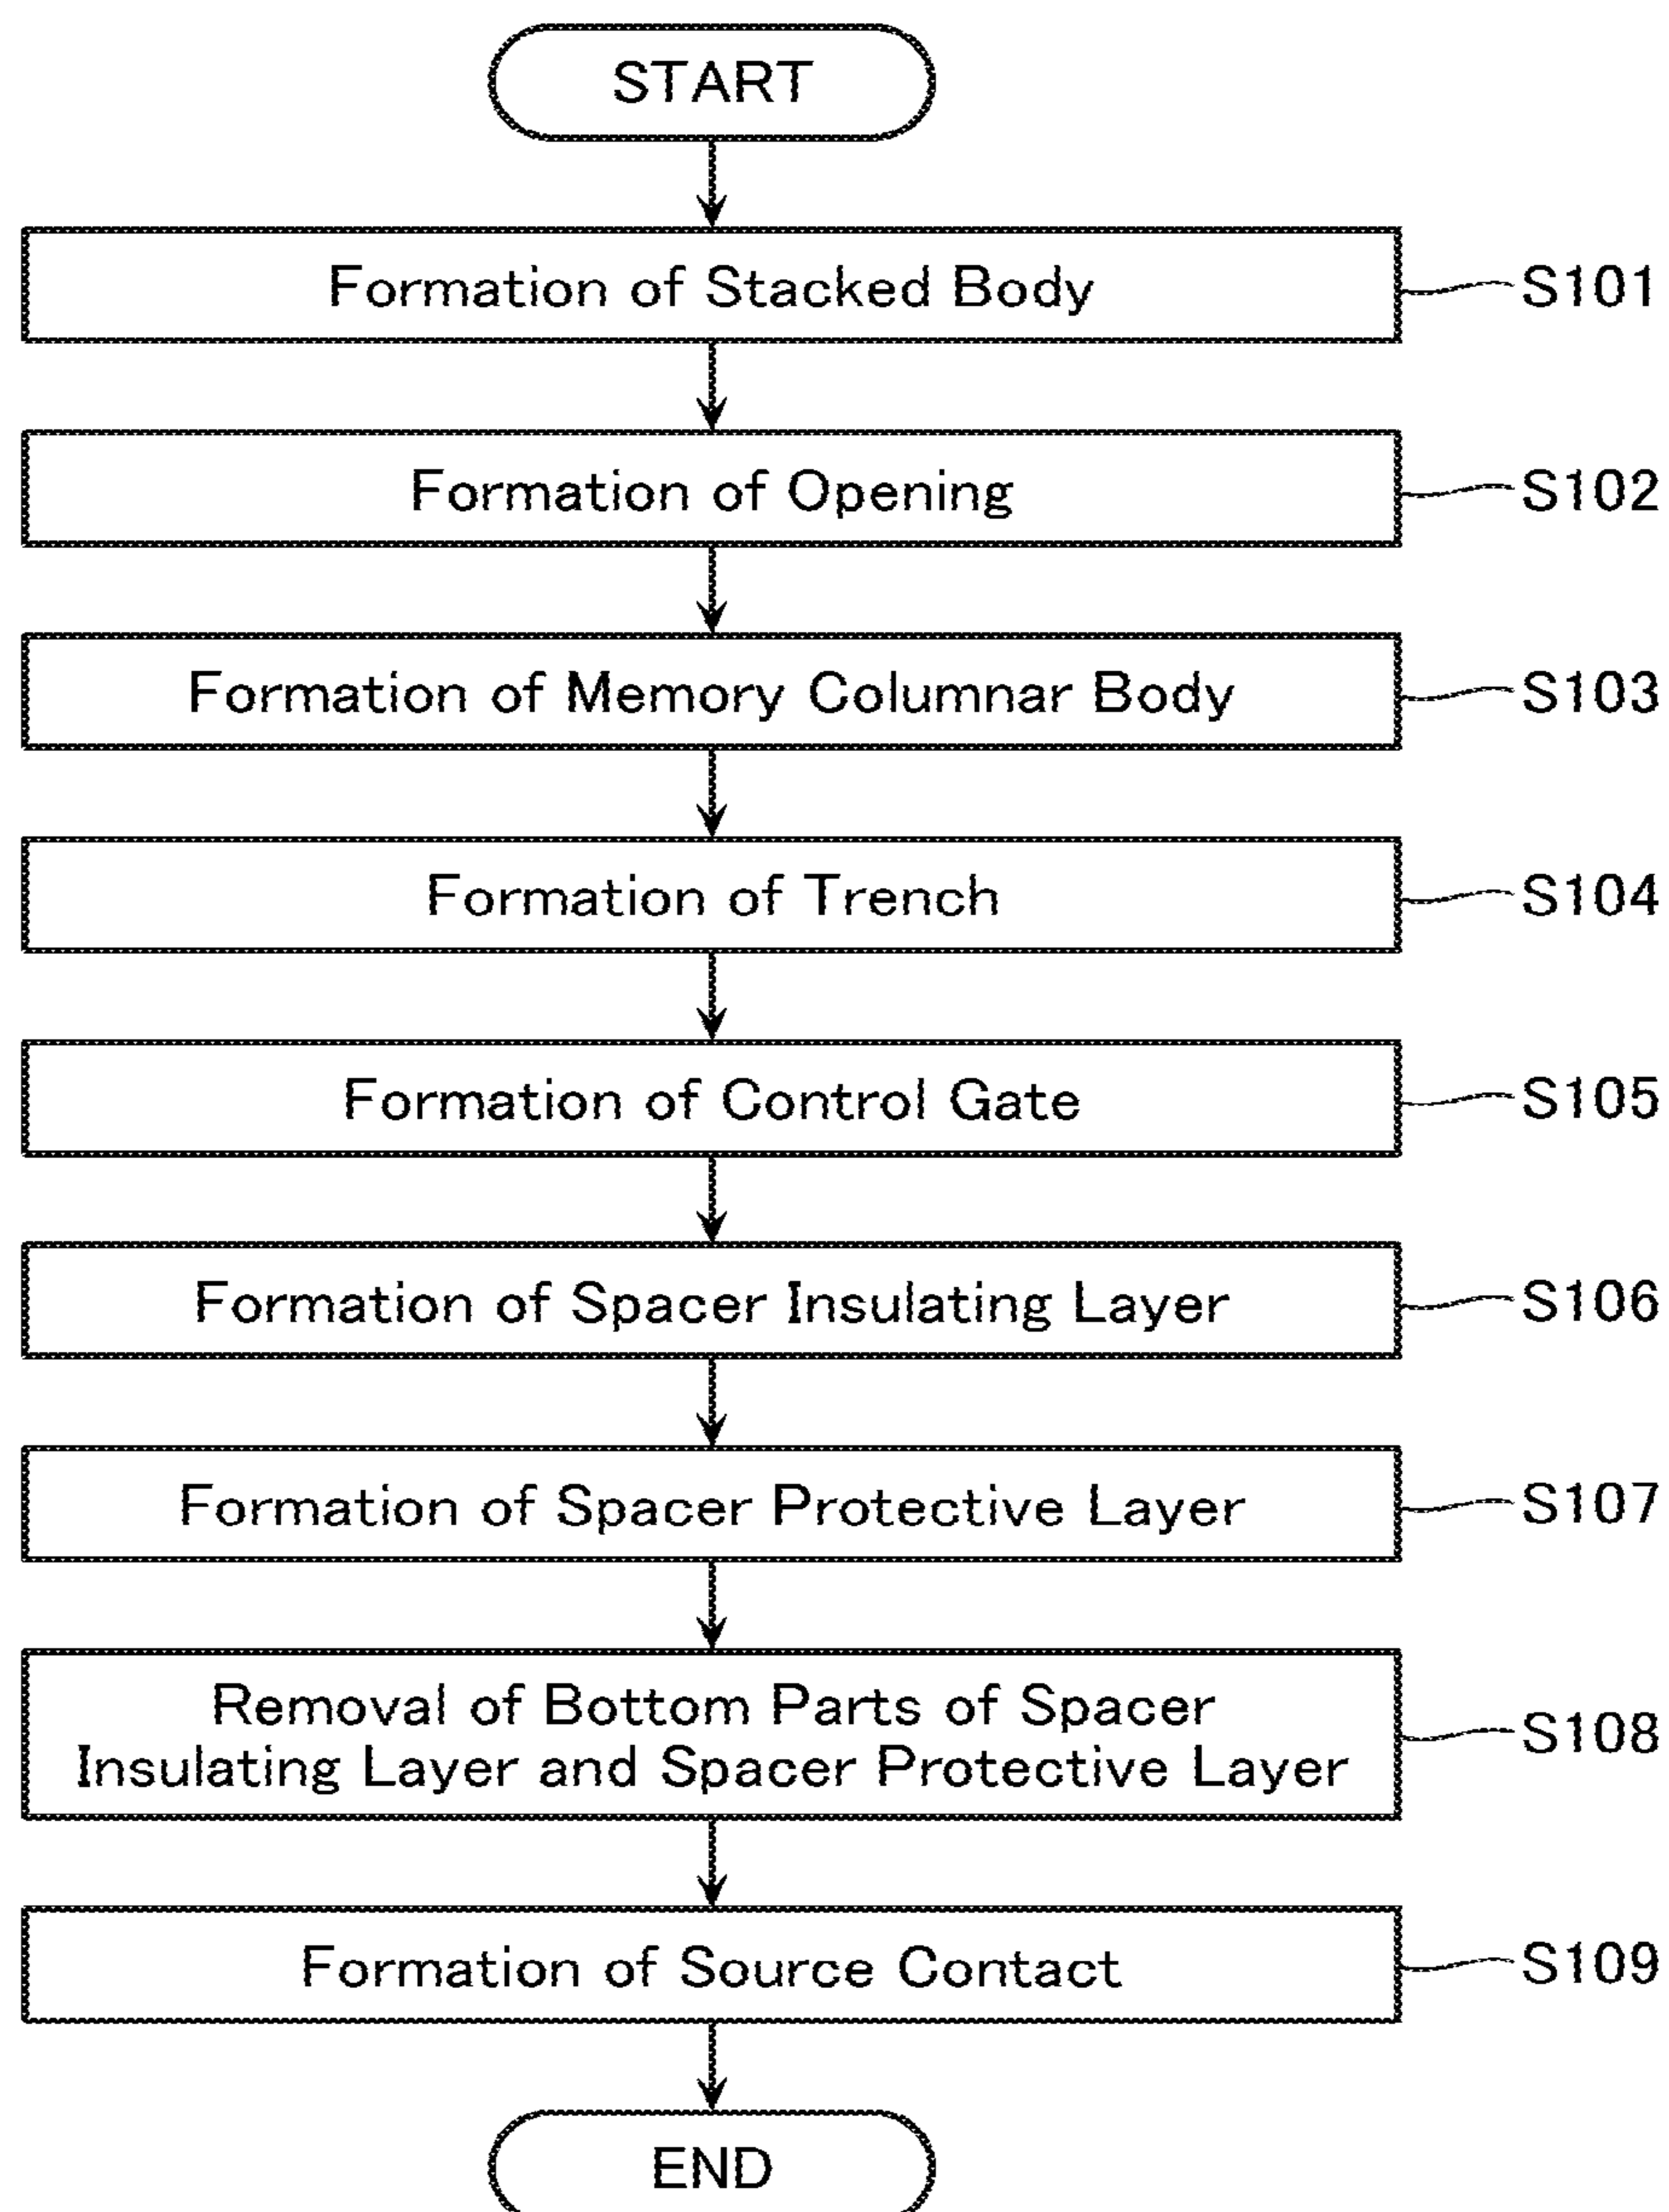 START
Formation of Stacked Body
S101
Formation of Opening
S102
Formation of Memory Columnar Body
S103
Formation of Trench
S104
Formation of Control Gate
S105
Formation of Spacer Insulating Layer
S106
Formation of Spacer Protective Layer
S107
Removal of Bottom Parts of Spacer
Insulating Layer and Spacer Protective Layer
S108
Formation of Source Contact
S109
END